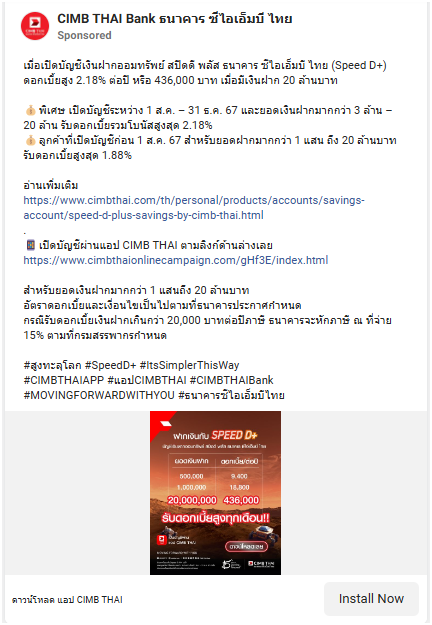 CIMB THAI Bank ธนาคาร ซีไอเอ็มบี ไทย
Sponsored
เมื่อเปิดบัญชีเงินฝากออมทรัพย์ สปีดดี พลัส ธนาคาร ซีไอเอ็มบี ไทย (Speed D+)
ดอกเบี้ยสูง 2.18% ต่อปี หรือ 436,000 บาท เมื่อมีเงินฝาก 20 ล้านบาท
💰 พิเศษ เปิดบัญชีระหว่าง 1 ส.ค. – 31 ธ.ค. 67 และยอดเงินฝากมากกว่า 3 ล้าน –
20 ล้าน รับดอกเบี้ยรวมโบนัสสูงสุด 2.18%
💰 ลูกค้าที่เปิดบัญชีก่อน 1 ส.ค. 67 สำหรับยอดฝากมากกว่า 1 แสน ถึง 20 ล้านบาท
รับดอกเบี้ยสูงสุด 1.88%
อ่านเพิ่มเติม
https://www.cimbthai.com/th/personal/products/accounts/savings-
account/speed-d-plus-savings-by-cimb-thai.html
.
📱 เปิดบัญชีผ่านแอป CIMB THAI ตามลิงก์ด้านล่างเลย
https://www.cimbthaionlinecampaign.com/gHf3E/index.html
สำหรับยอดเงินฝากมากกว่า 1 แสนถึง 20 ล้านบาท
อัตราดอกเบี้ยและเงื่อนไขเป็นไปตามที่ธนาคารประกาศกำหนด
กรณีรับดอกเบี้ยเงินฝากเกินกว่า 20,000 บาทต่อปีภาษี ธนาคารจะหักภาษี ณ ที่จ่าย
15% ตามที่กรมสรรพากรกำหนด
#สูงทะลุโลก #SpeedD+ #ItsSimplerThisWay
#CIMBTHAIAPP #แอปCIMBTHAI #CIMBTHAIBank
#MOVINGFORWARDWITHYOU #ธนาคารซีไอเอ็มบีไทย
ฝากเงินกับ SPEED D+
ยอดเงินฝาก ดอกเบี้ย/ต่อปี
500,000 9,400
1,000,000 18,800
20,000,000 436,000
รับดอกเบี้ยสูงทุกเดือน!!
ดาวน์โหลดเลย
CIMB THAI
ดาวน์โหลด แอป CIMB THAI
Install Now